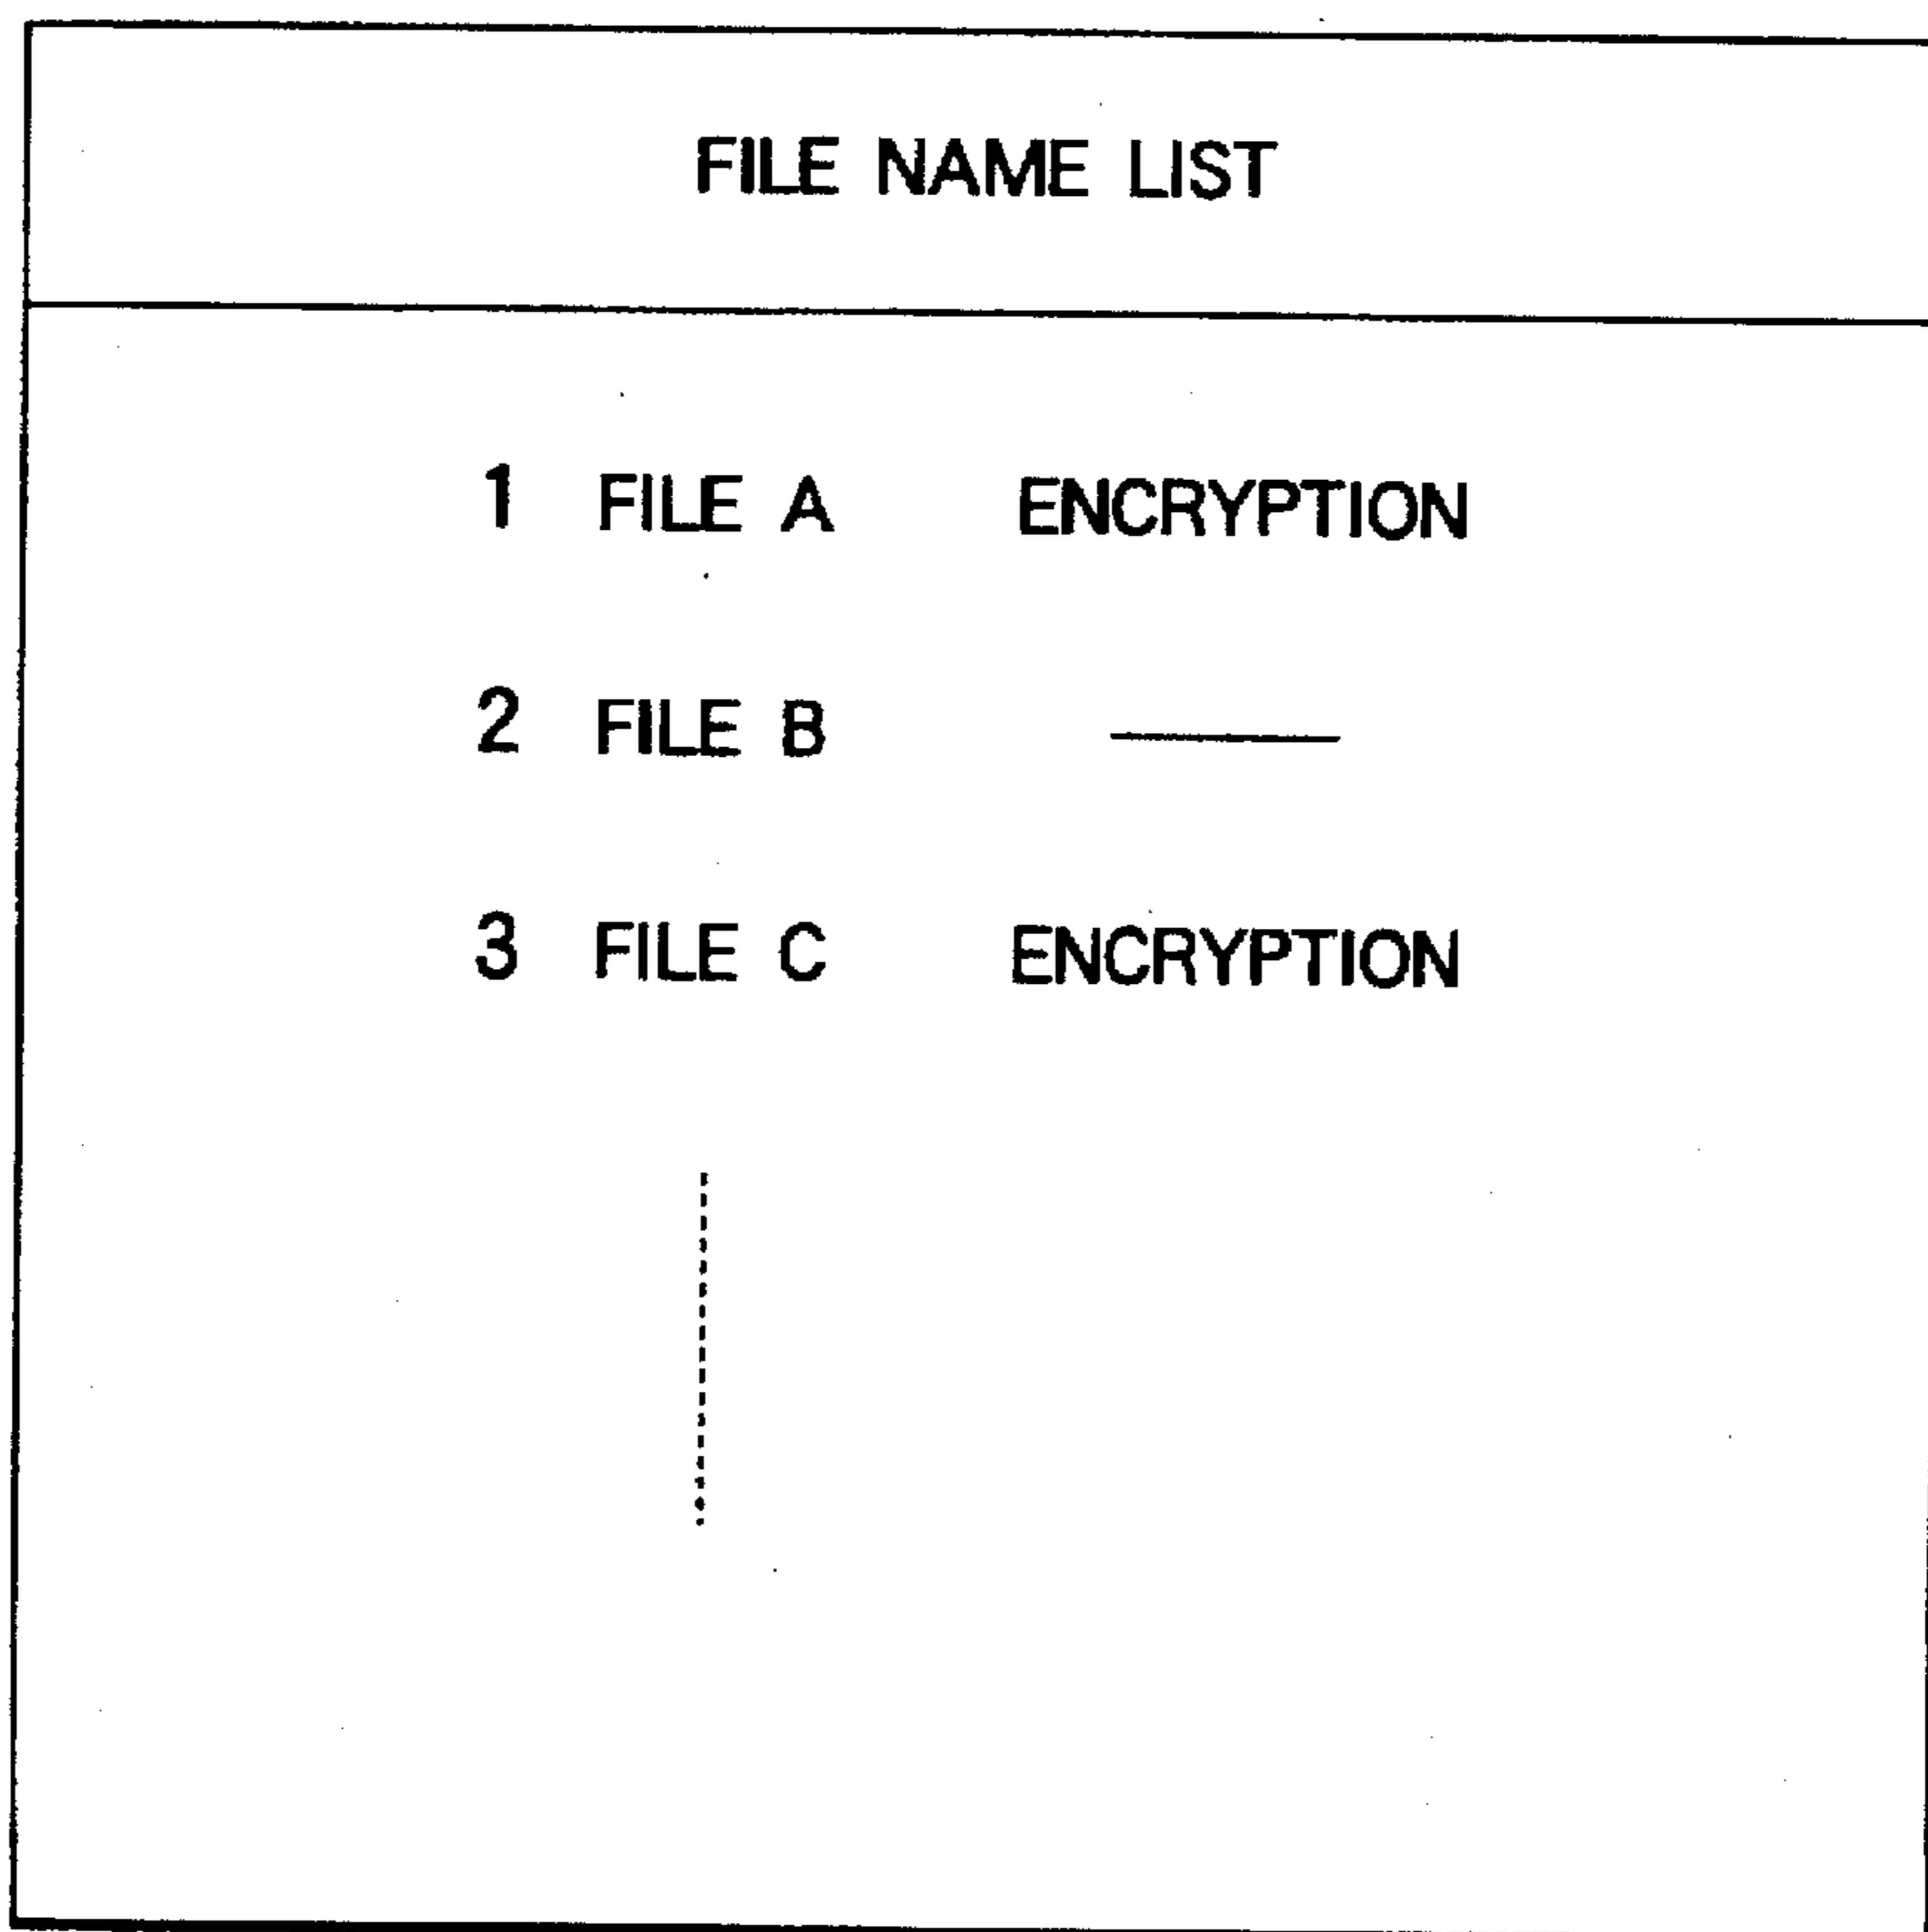 FILE NAME LIST
1 FILE A ENCRYPTION
2 FILE B ———
3 FILE C ENCRYPTION